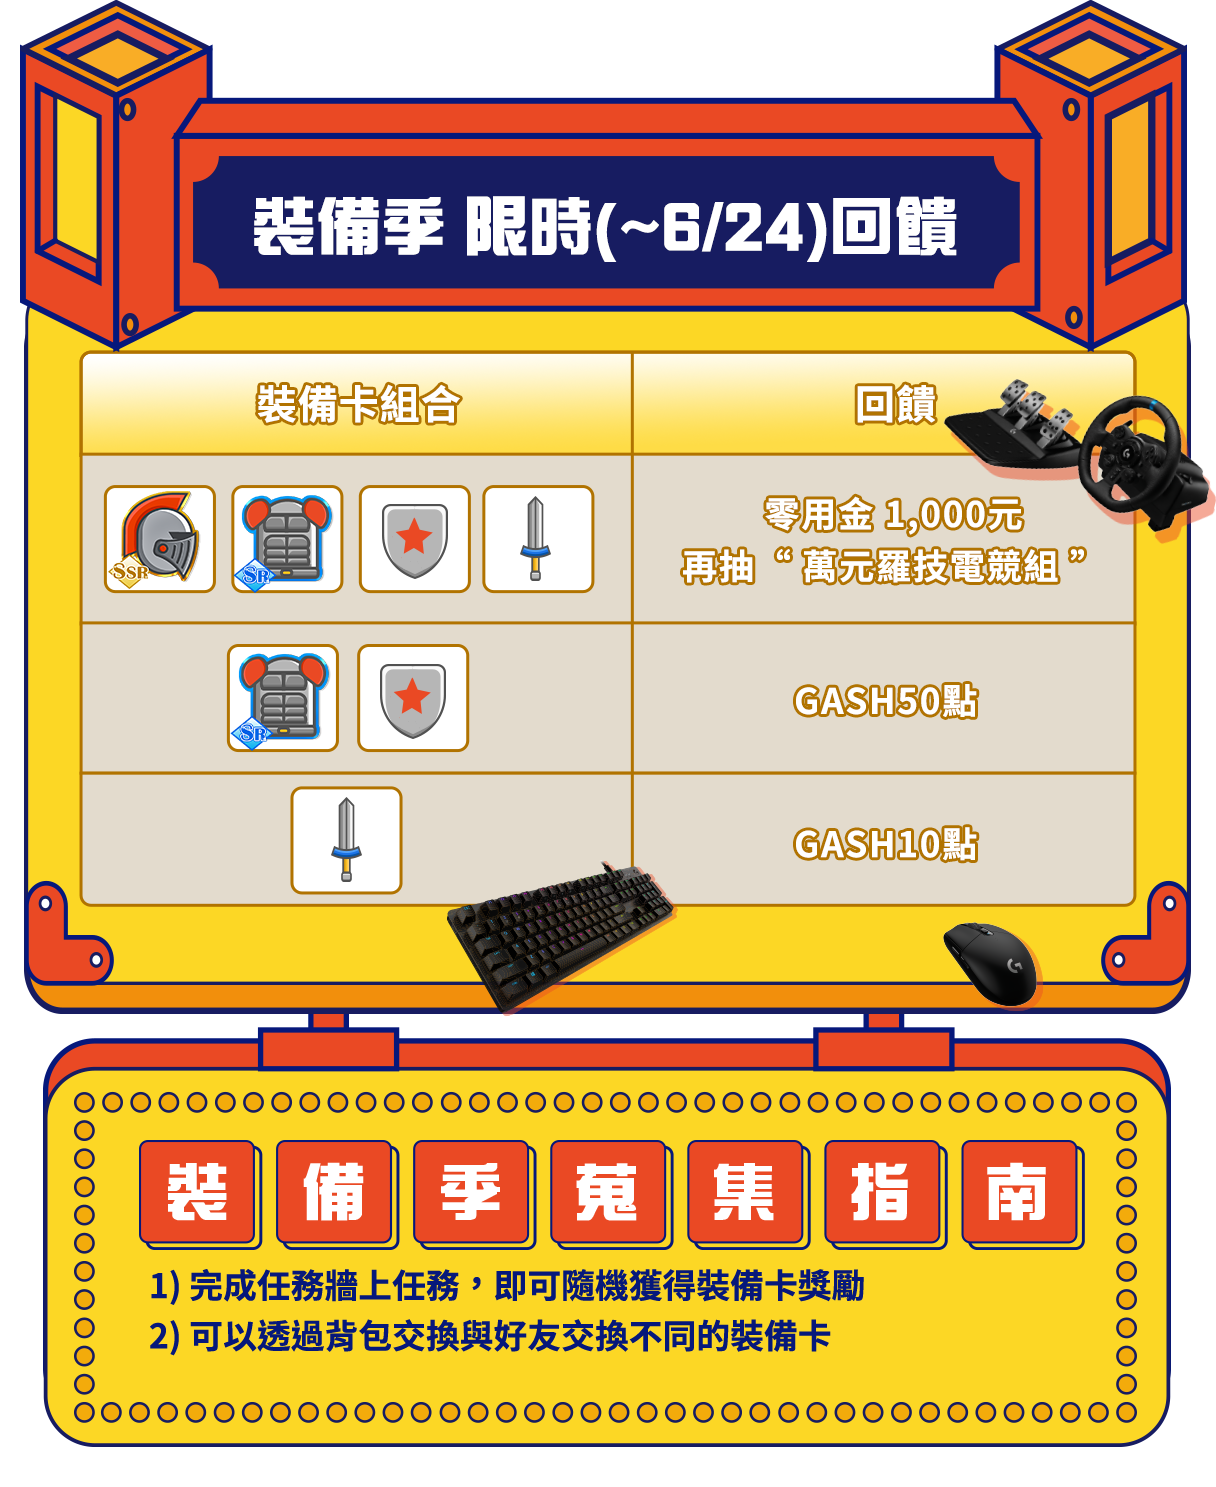 裝備季 限時(~6/24)回饋
裝備卡組合
回饋
SSR
SR
零用金 1,000元
再抽 “ 萬元羅技電競組 ”
SR
GASH50點
GASH10點
裝備季蒐集指南
1) 完成任務牆上任務，即可隨機獲得裝備卡獎勵
2) 可以透過背包交換與好友交換不同的裝備卡